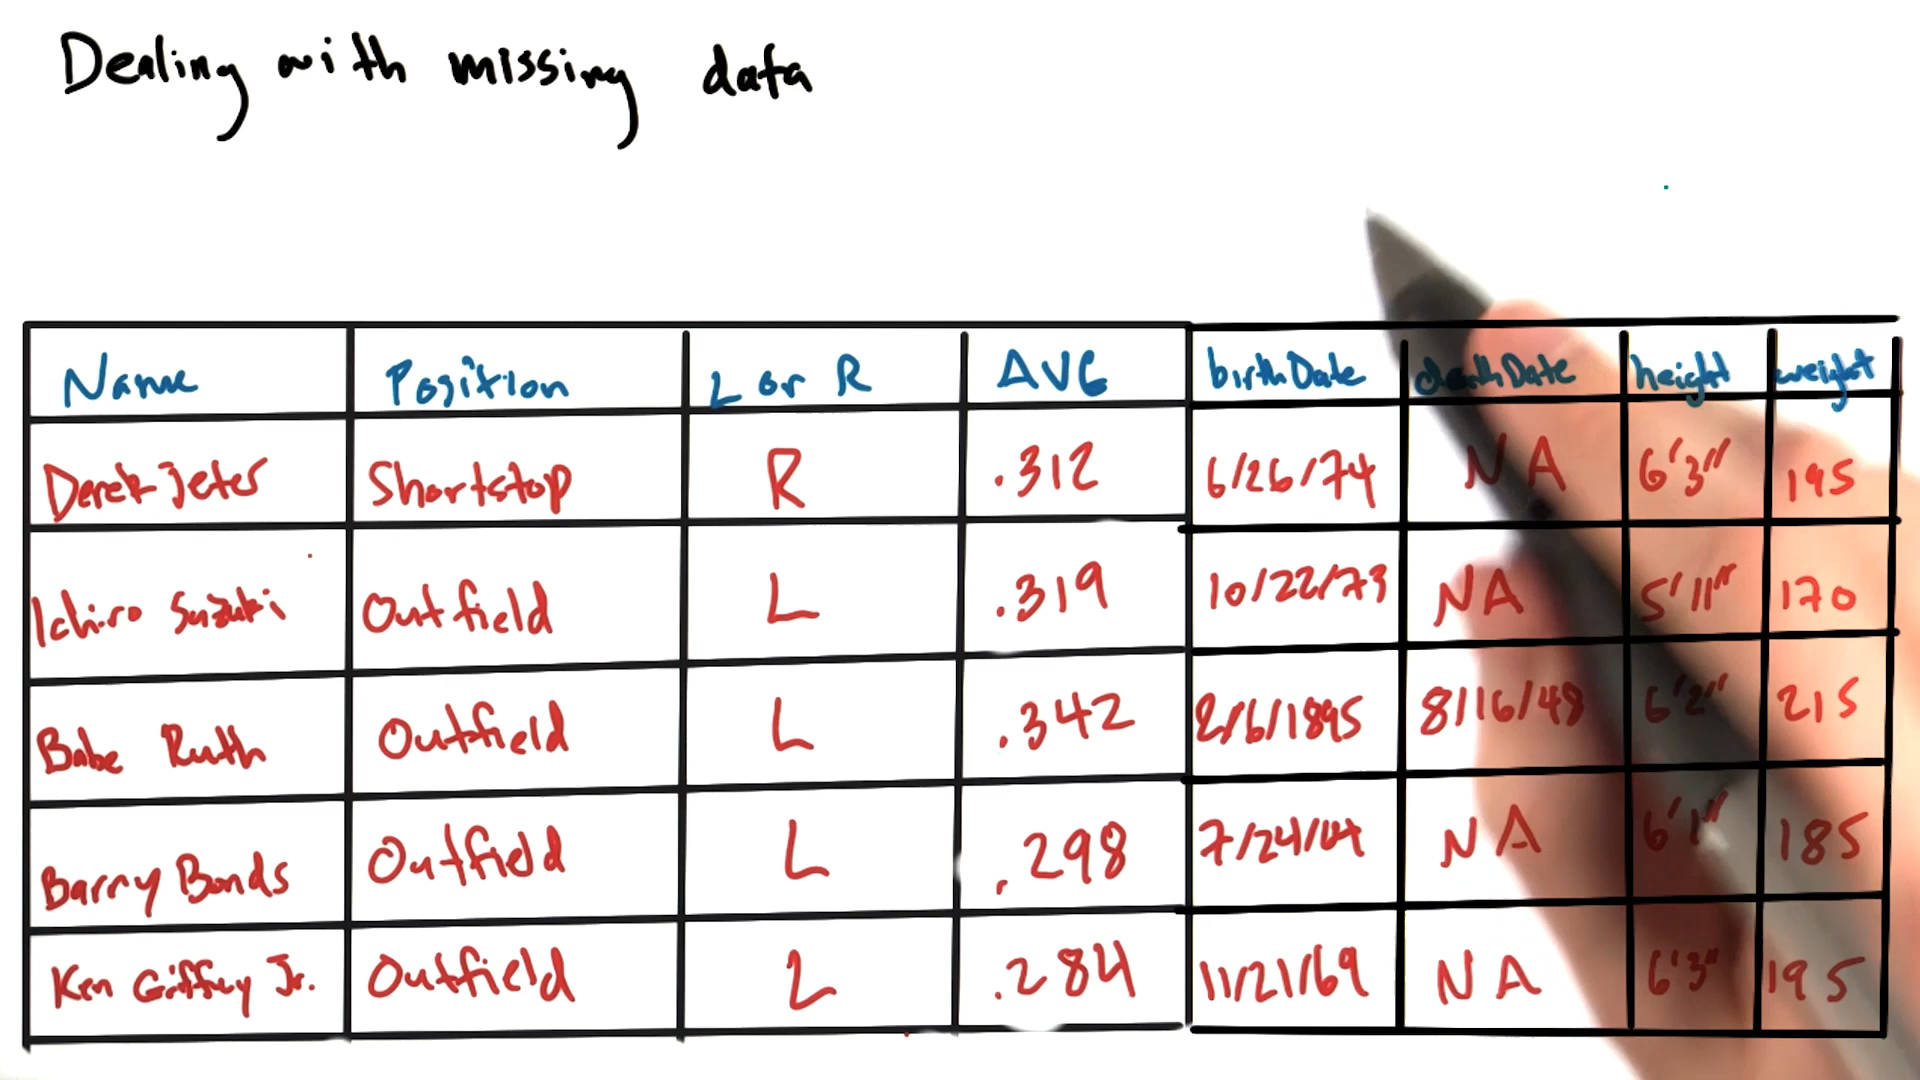 Dealing with missing data
Name Position L or R AVG birthDate deathDate height weight
Derek Jeter Shortstop R .312 6/26/74 NA 6'3" 195
Ichiro Suzuki Outfield L .319 10/22/73 NA 5'11" 170
Babe Ruth Outfield L .342 2/6/1895 8/16/48 6'2" 215
Barry Bonds Outfield L .298 7/24/64 NA 6'1" 185
Ken Griffey Jr. Outfield L .284 11/21/69 NA 6'3" 195